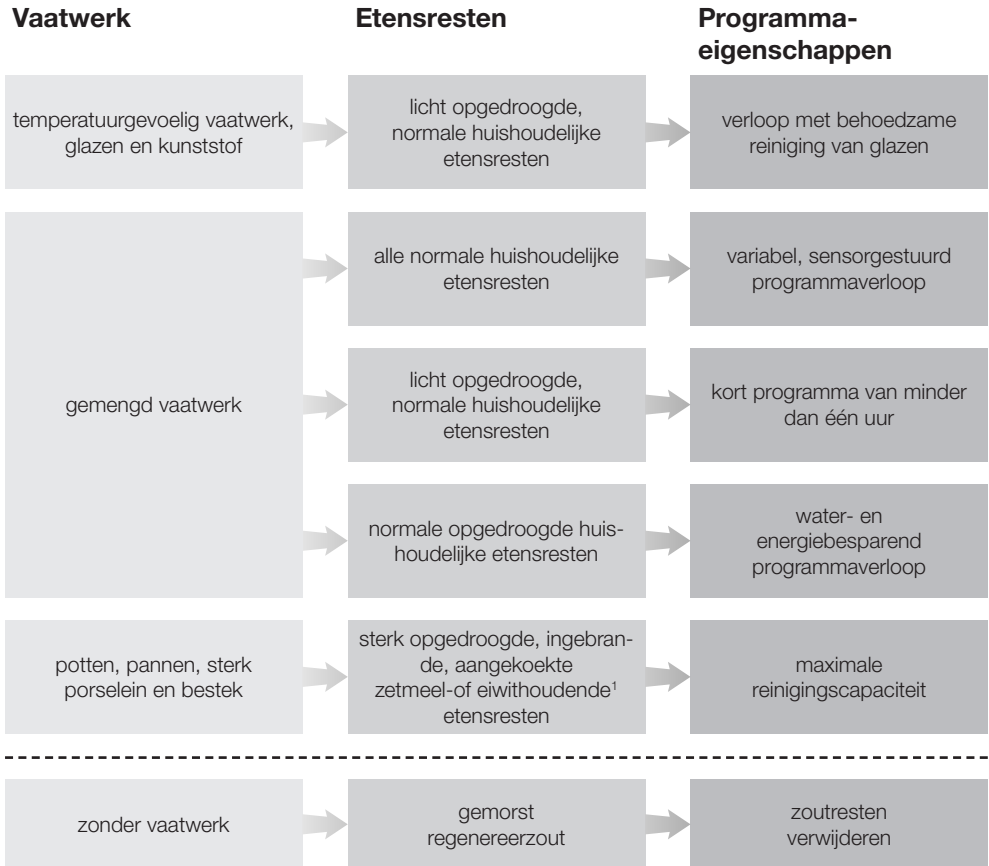 Vaatwerk
Etensresten
Programma-
eigenschappen
temperatuurgevoelig vaatwerk,
glazen en kunststof
licht opgedroogde,
normale huishoudelijke
etensresten
verloop met behoedzame
reiniging van glazen
gemengd vaatwerk
alle normale huishoudelijke
etensresten
variabel, sensorgestuurd
programmaverloop
licht opgedroogde,
normale huishoudelijke
etensresten
kort programma van minder
dan één uur
normale opgedroogde huis-
houdelijke etensresten
water- en
energiebesparend
programmaverloop
potten, pannen, sterk
porselein en bestek
sterk opgedroogde, ingebran-
de, aangekoekte
zetmeel-of eiwithoudende¹
etensresten
maximale
reinigingscapaciteit
zonder vaatwerk
gemorst
regenereerzout
zoutresten
verwijderen